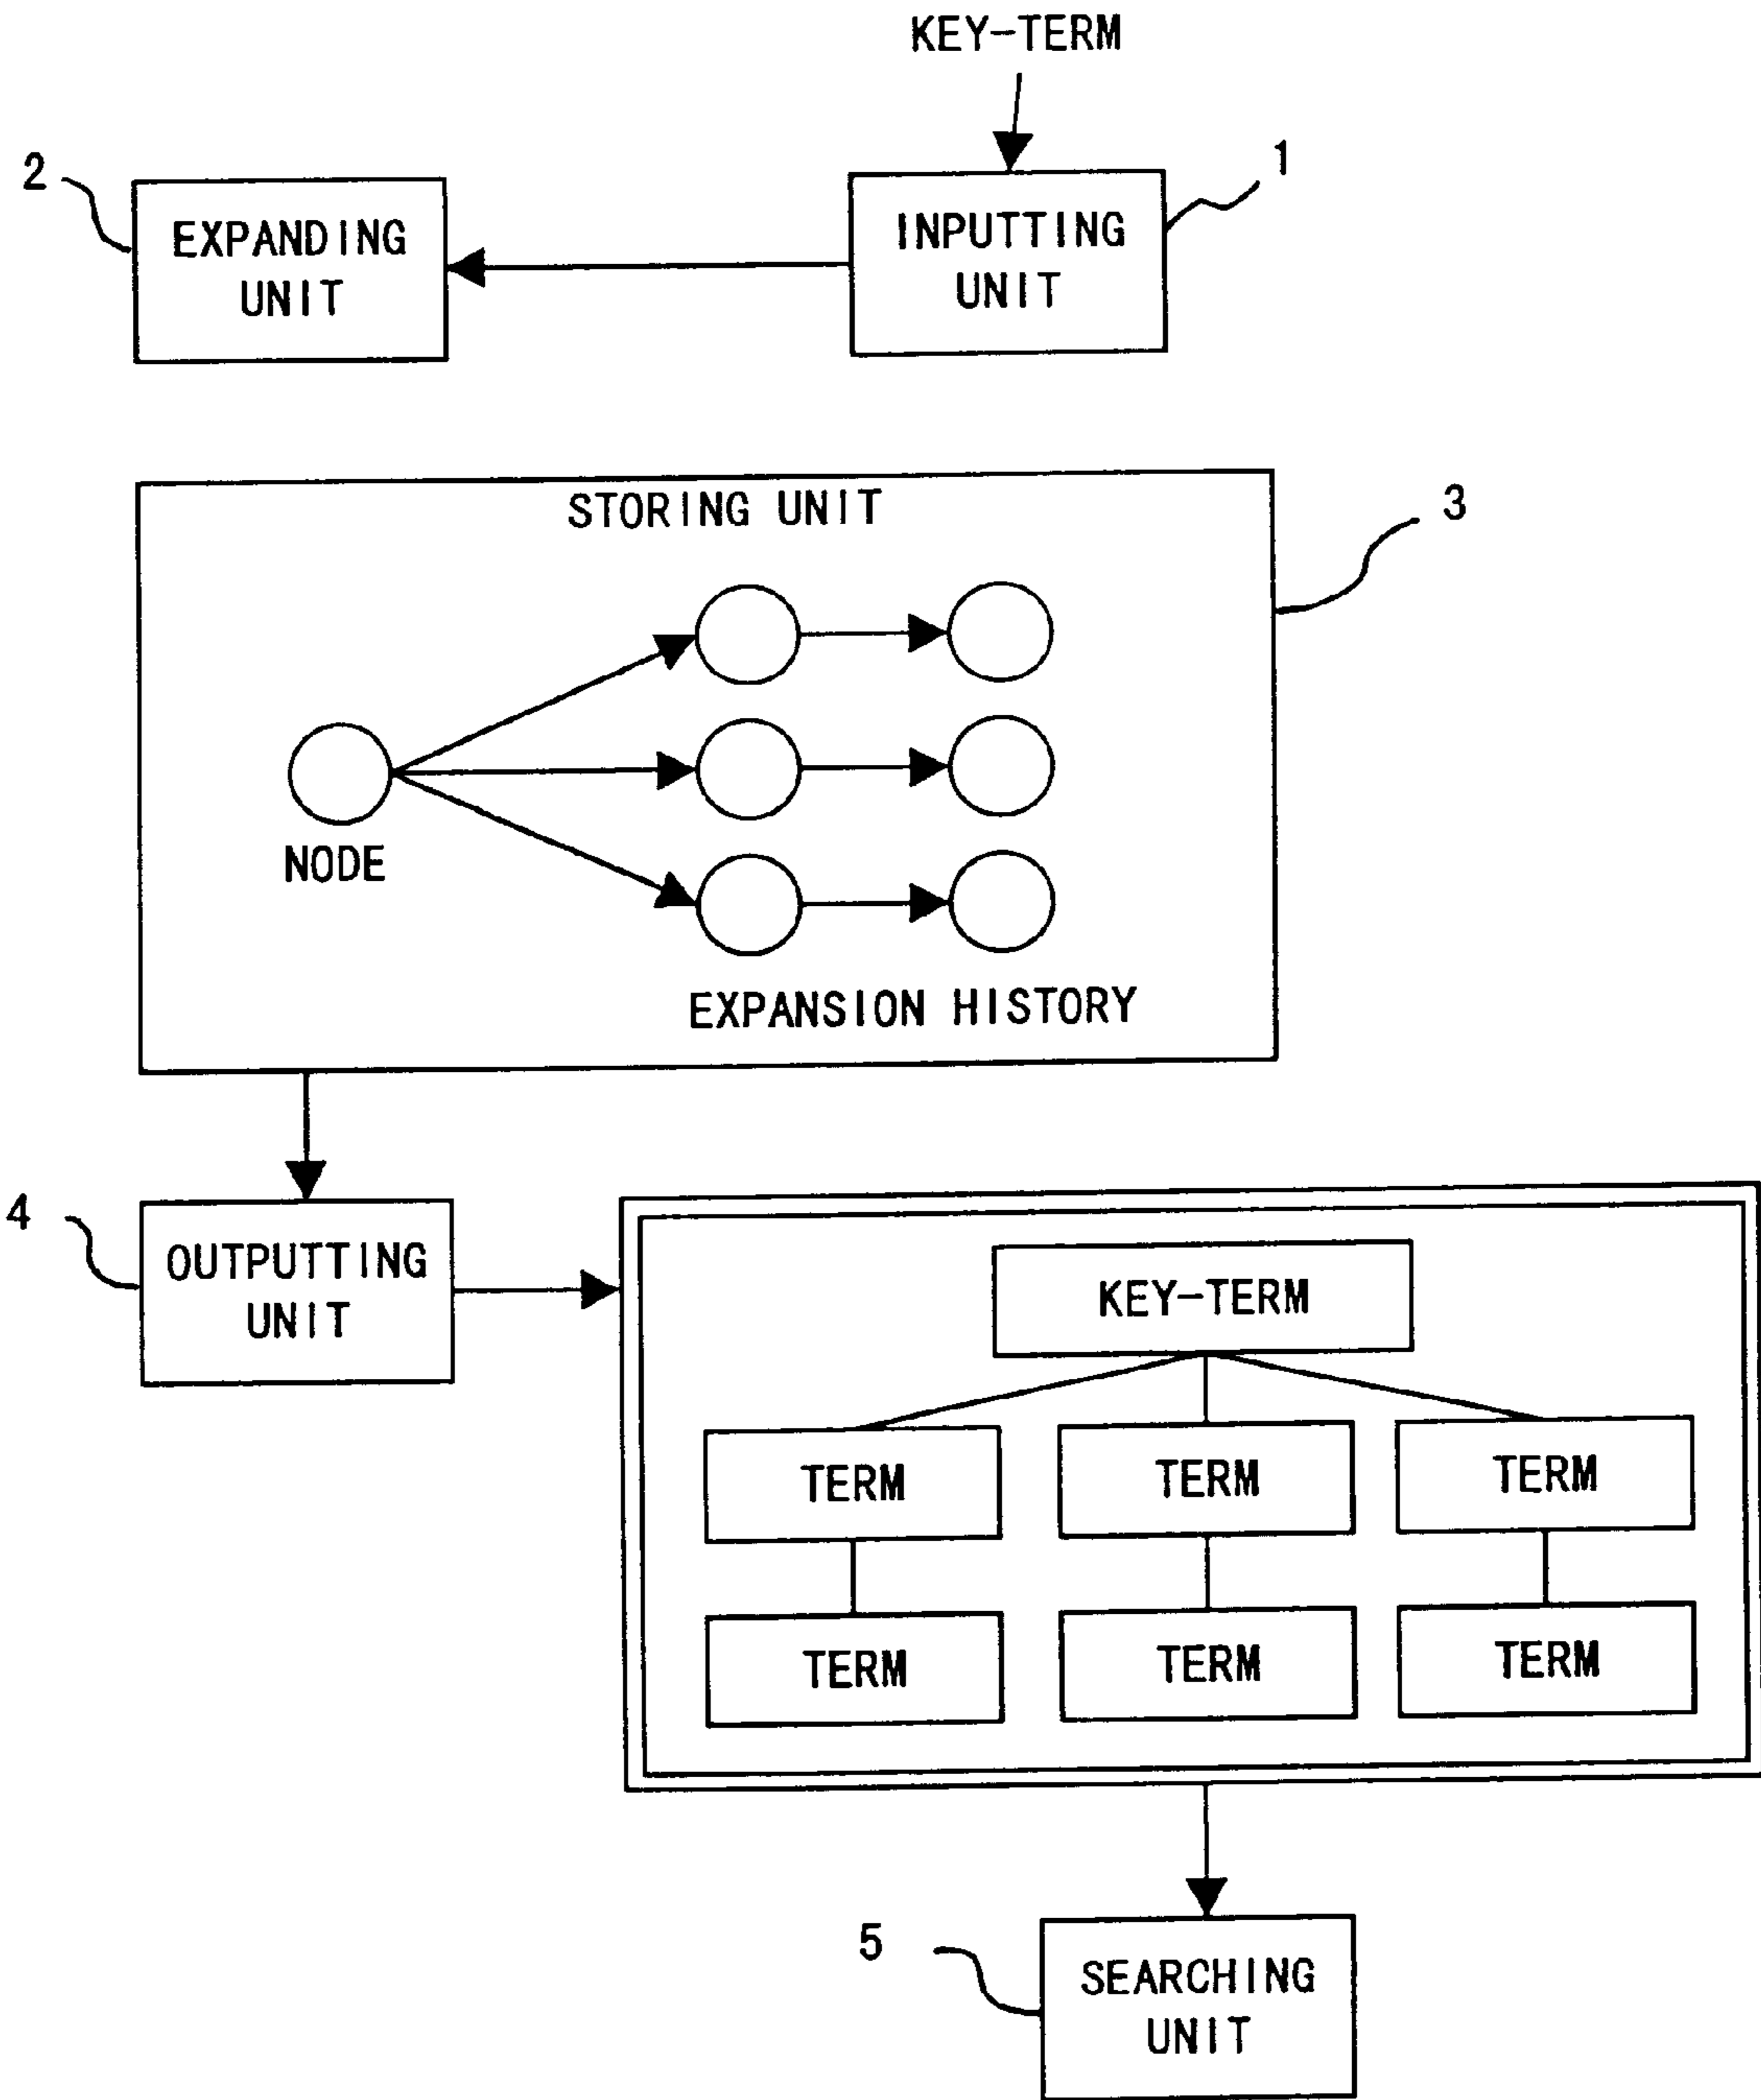 KEY-TERM
2
1
EXPANDING
UNIT
INPUTTING
UNIT
STORING UNIT
3
NODE
EXPANSION HISTORY
4
OUTPUTTING
UNIT
KEY-TERM
TERM
TERM
TERM
TERM
TERM
TERM
5
SEARCHING
UNIT